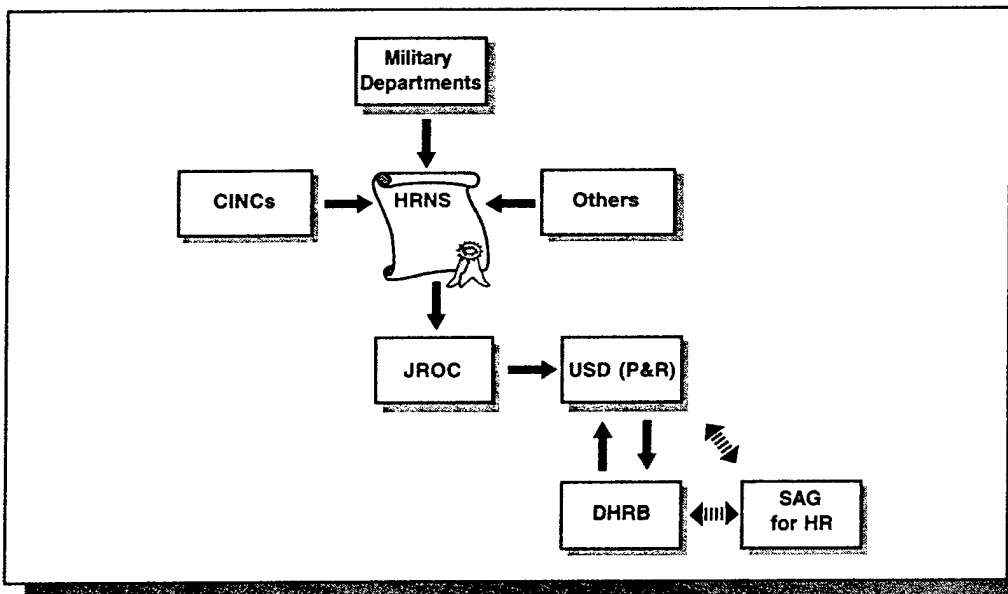 Military
Departments
CINCs
HRNS
Others
JROC
USD (P&R)
DHRB
SAG
for HR